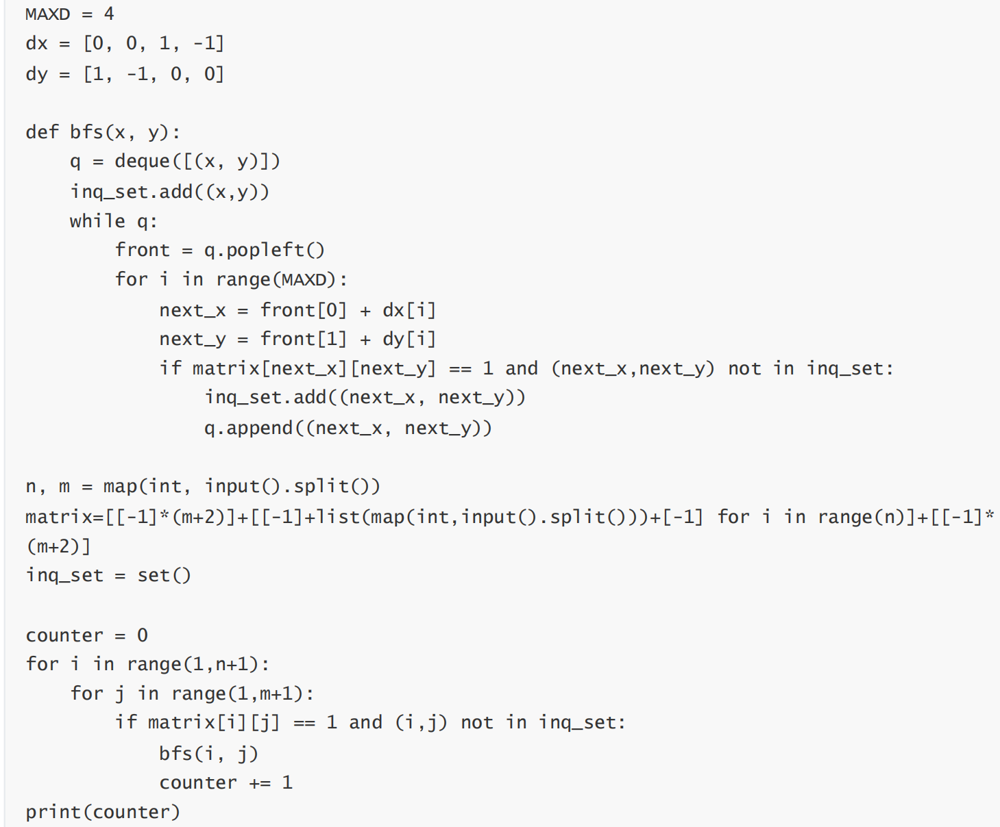 MAXD = 4
dx = [0, 0, 1, -1]
dy = [1, -1, 0, 0]

def bfs(x, y):
    q = deque([(x, y)])
    inq_set.add((x,y))
    while q:
        front = q.popleft()
        for i in range(MAXD):
            next_x = front[0] + dx[i]
            next_y = front[1] + dy[i]
            if matrix[next_x][next_y] == 1 and (next_x,next_y) not in inq_set:
                inq_set.add((next_x, next_y))
                q.append((next_x, next_y))

n, m = map(int, input().split())
matrix=[[-1]*(m+2)]+[[-1]+list(map(int,input().split()))+[-1] for i in range(n)]+[[-1]*
(m+2)]
inq_set = set()

counter = 0
for i in range(1,n+1):
    for j in range(1,m+1):
        if matrix[i][j] == 1 and (i,j) not in inq_set:
            bfs(i, j)
            counter += 1
print(counter)